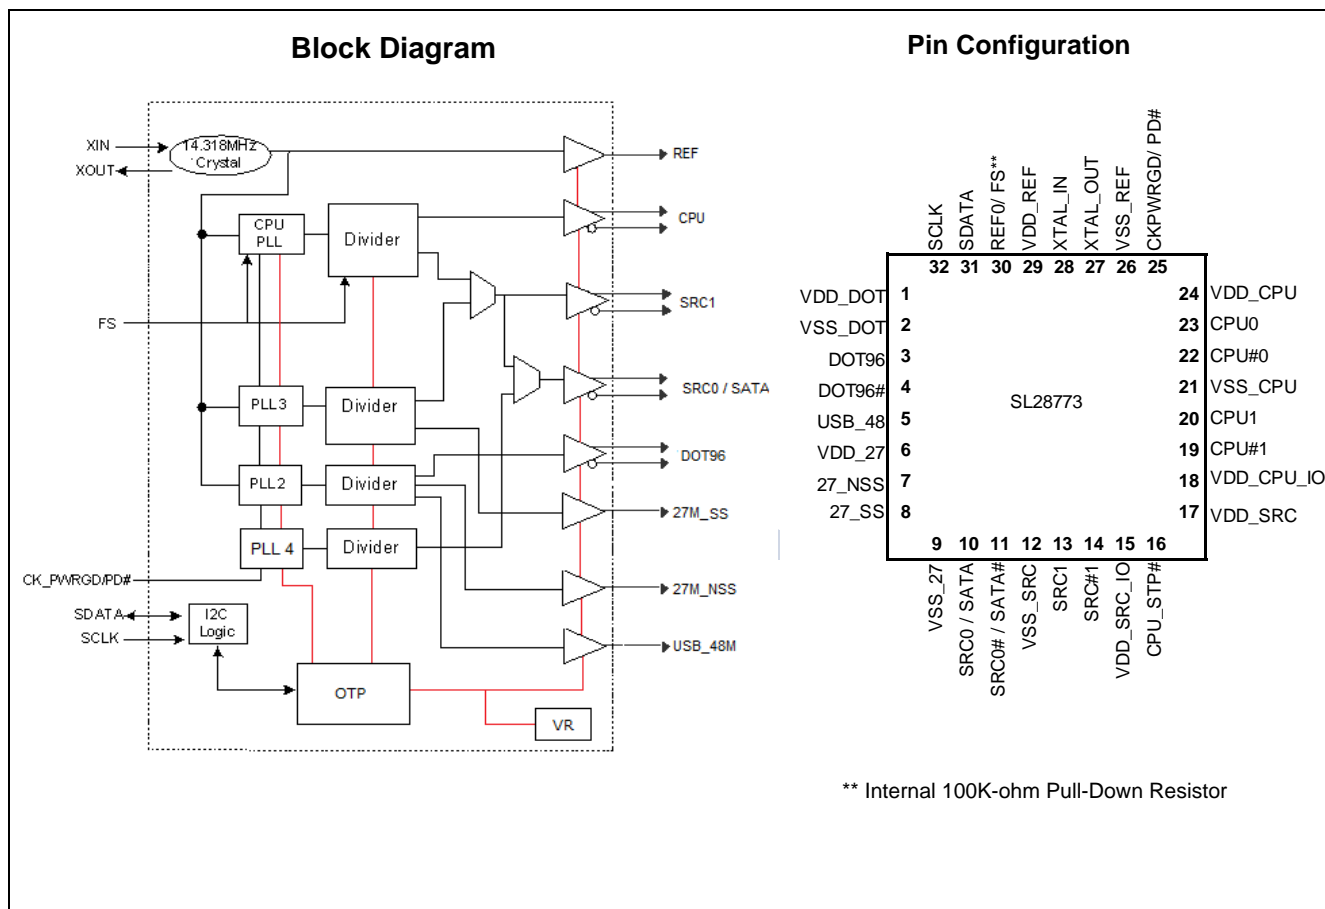 Block Diagram
Pin Configuration
XIN
XOUT
14.318MHz
Crystal
REF
CPU
PLL
Divider
CPU
SRC1
FS
PLL3
Divider
SRC0 / SATA
PLL2
Divider
DOT96
27M_SS
PLL 4
Divider
CK_PWRGD/PD#
27M_NSS
SDATA
SCLK
I2C
Logic
USB_48M
OTP
VR
SCLK
SDATA
REF0/ FS**
VDD_REF
XTAL_IN
XTAL_OUT
VSS_REF
CKPWRGD/ PD#
32 31 30 29 28 27 26 25
VDD_DOT 1
VSS_DOT 2
DOT96 3
DOT96# 4
USB_48 5
VDD_27 6
27_NSS 7
27_SS 8
SL28773
24 VDD_CPU
23 CPU0
22 CPU#0
21 VSS_CPU
20 CPU1
19 CPU#1
18 VDD_CPU_IO
17 VDD_SRC
9 10 11 12 13 14 15 16
VSS_27
SRC0 / SATA
SRC0# / SATA#
VSS_SRC
SRC1
SRC#1
VDD_SRC_IO
CPU_STP#
** Internal 100K-ohm Pull-Down Resistor